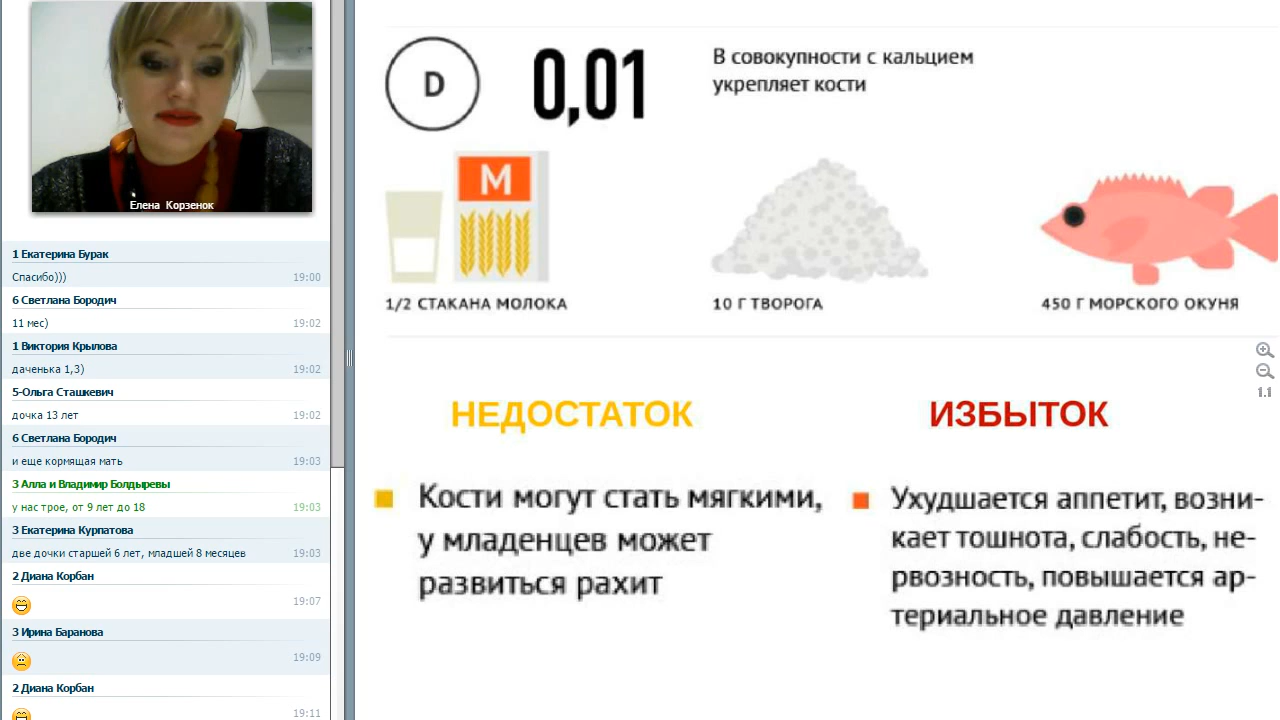 Елена Корзенок
1 Екатерина Бурак
Спасибо)))
19:00
6 Светлана Бородич
11 мес)
19:02
1 Виктория Крылова
даченька 1,3)
19:02
5-Ольга Сташкевич
дочка 13 лет
19:02
6 Светлана Бородич
и еще кормящая мать
19:03
3 Алла и Владимир Болдыревы
у нас трое, от 9 лет до 18
19:03
3 Екатерина Курпатова
две дочки старшей 6 лет, младшей 8 месяцев
19:03
2 Диана Корбан
19:07
3 Ирина Баранова
19:09
2 Диана Корбан
19:11
D
0,01
В совокупности с кальцием
укрепляет кости
М
1/2 СТАКАНА МОЛОКА
10 Г ТВОРОГА
450 Г МОРСКОГО ОКУНЯ
1.1
НЕДОСТАТОК
Кости могут стать мягкими,
у младенцев может
развиться рахит
ИЗБЫТОК
Ухудшается аппетит, возни-
кает тошнота, слабость, не-
рвозность, повышается ар-
териальное давление